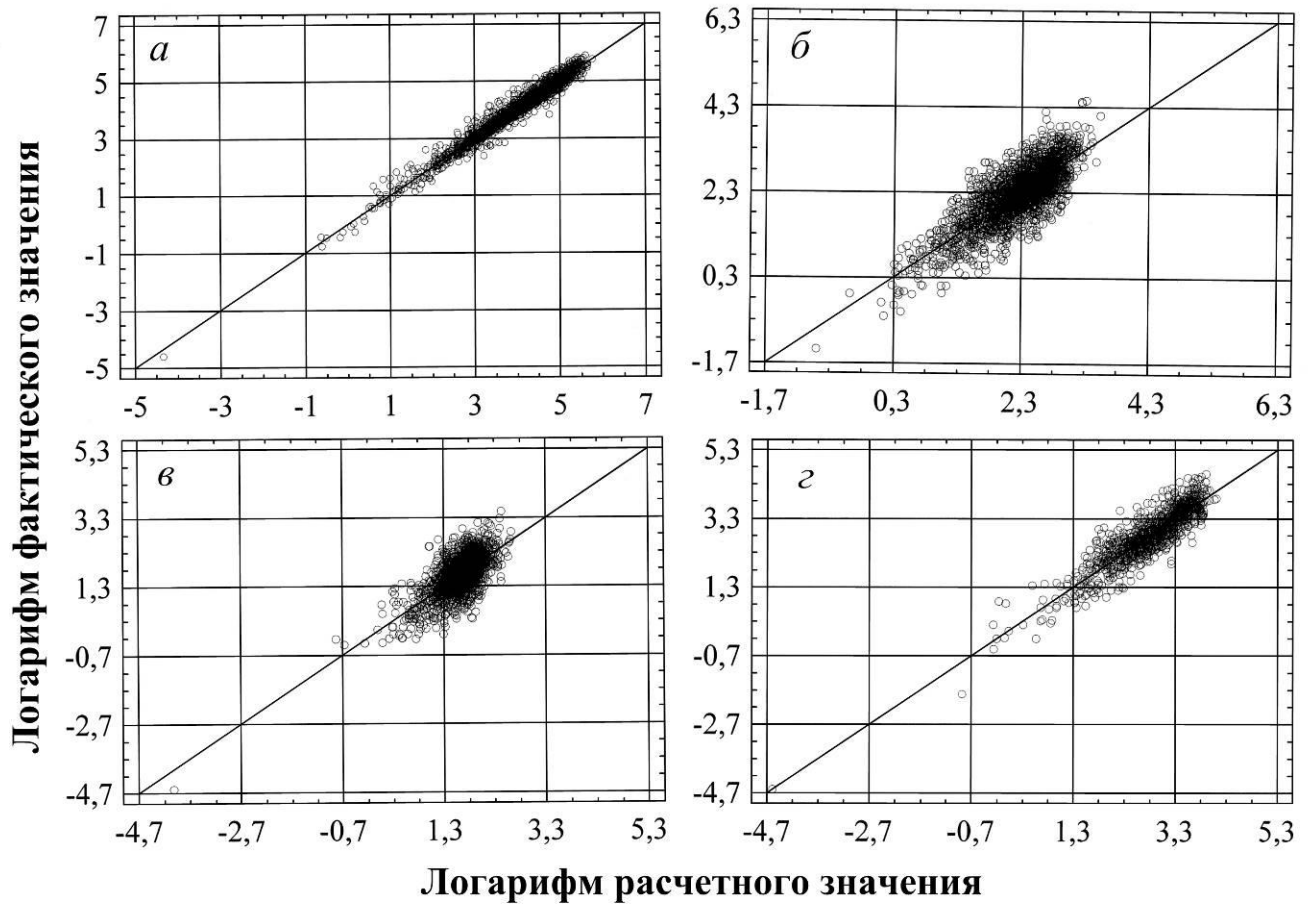 Логарифм фактического значения
7
5
3
1
-1
-3
-5
а
-5 -3 -1 1 3 5 7
6,3
4,3
2,3
0,3
-1,7
б
-1,7 0,3 2,3 4,3 6,3
5,3
3,3
1,3
-0,7
-2,7
-4,7
в
-4,7 -2,7 -0,7 1,3 3,3 5,3
5,3
3,3
1,3
-0,7
-2,7
-4,7
г
-4,7 -2,7 -0,7 1,3 3,3 5,3
Логарифм расчетного значения